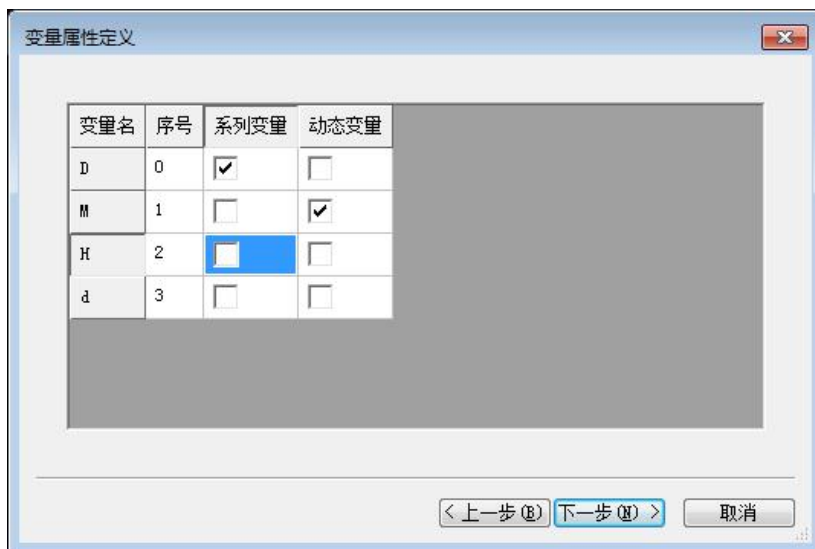 变量属性定义
变量名 序号 系列变量 动态变量
D 0
M 1
H 2
d 3
< 上一步(B) 下一步(N) > 取消